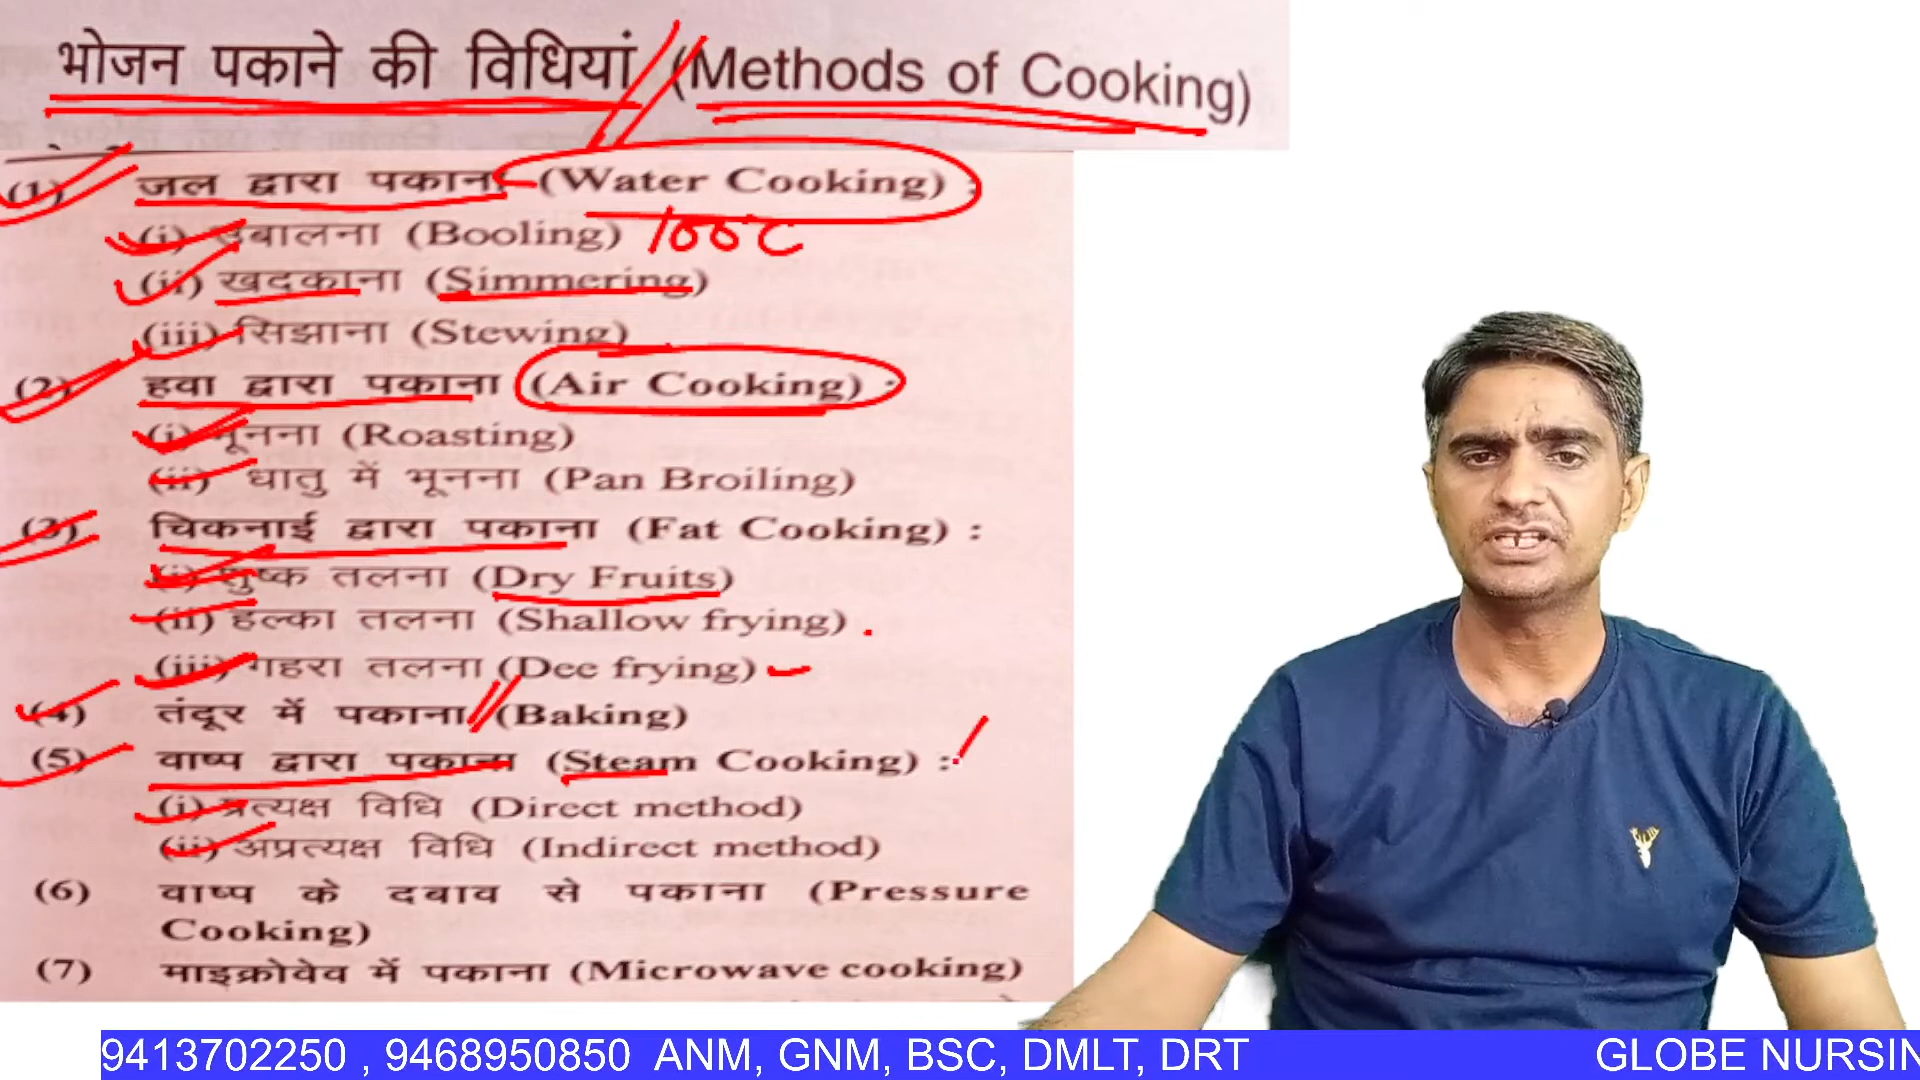 भोजन पकाने की विधियां (Methods of Cooking)
(1) जल द्वारा पकाना (Water Cooking) :
(i) उबालना (Booling) 100°C
(ii) खदकाना (Simmering)
(iii) सिझाना (Stewing)
(2) हवा द्वारा पकाना (Air Cooking) :
(i) भूनना (Roasting)
(ii) धातु में भूनना (Pan Broiling)
(3) चिकनाई द्वारा पकाना (Fat Cooking) :
(i) शुष्क तलना (Dry Fruits)
(ii) हल्का तलना (Shallow frying)
(iii) गहरा तलना (Dee frying)
(4) तंदूर में पकाना (Baking)
(5) वाष्प द्वारा पकाना (Steam Cooking) :
(i) प्रत्यक्ष विधि (Direct method)
(ii) अप्रत्यक्ष विधि (Indirect method)
(6) वाष्प के दबाव से पकाना (Pressure
Cooking)
(7) माइक्रोवेव में पकाना (Microwave cooking)
9413702250 , 9468950850 ANM, GNM, BSC, DMLT, DRT GLOBE NURSIN